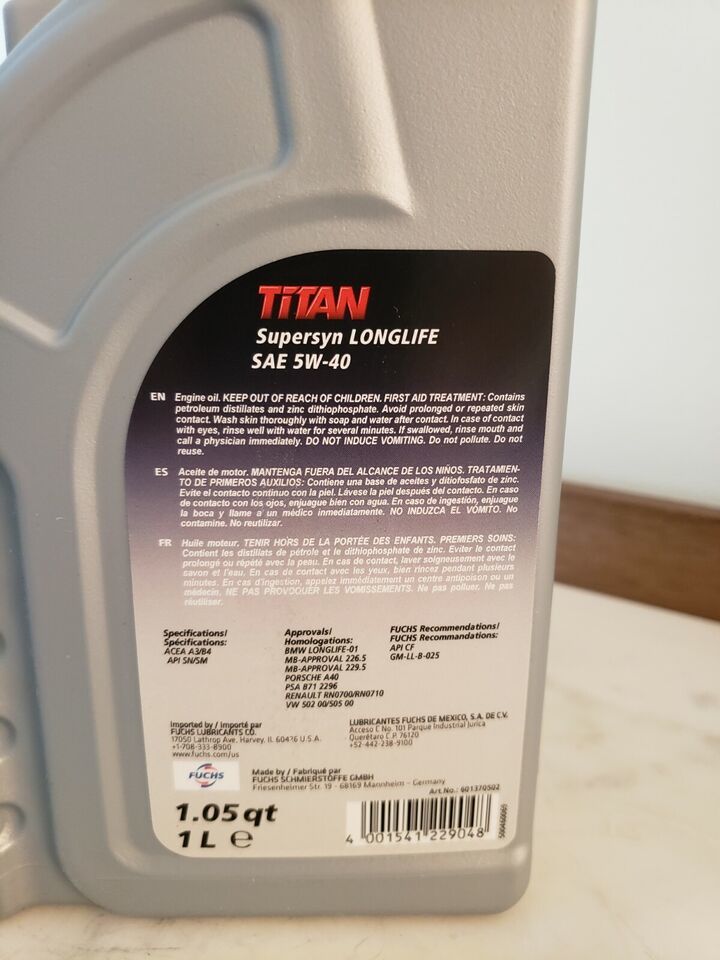 TiTAN
Supersyn LONGLIFE
SAE 5W-40
EN Engine oil. KEEP OUT OF REACH OF CHILDREN. FIRST AID TREATMENT: Contains
petroleum distillates and zinc dithiophosphate. Avoid prolonged or repeated skin
contact. Wash skin thoroughly with soap and water after contact. In case of contact
with eyes, rinse well with water for several minutes. If swallowed, rinse mouth and
call a physician immediately. DO NOT INDUCE VOMITING. Do not pollute. Do not
reuse.
ES Aceite de motor. MANTENGA FUERA DEL ALCANCE DE LOS NIÑOS. TRATAMIEN-
TO DE PRIMEROS AUXILIOS: Contiene una base de aceites y ditiofosfato de zinc.
Evite el contacto continuo con la piel. Lávese la piel después del contacto. En caso
de contacto con los ojos, enjuague bien con agua. En caso de ingestión, enjuague
la boca y llame a un médico inmediatamente. NO INDUZCA EL VÓMITO. No
contamine. No reutilizar.
FR Huile moteur. TENIR HORS DE LA PORTÉE DES ENFANTS. PREMIERS SOINS:
Contient les distillats de pétrole et le dithiophosphate de zinc. Eviter le contact
prolongé ou répété avec la peau. En cas de contact, laver soigneusement avec le
savon et l'eau. En cas de contact avec les yeux, bien rincez pendant plusieurs
minutes. En cas d'ingestion, appelez immédiatement un centre antipoison ou un
médecin. NE PAS PROVOQUER LES VOMISSEMENTS. Ne pas polluer. Ne pas
réutiliser.
Specifications/
Spécifications:
ACEA A3/B4
API SN/SM
Approvals/
Homologations:
BMW LONGLIFE-01
MB-APPROVAL 226.5
MB-APPROVAL 229.5
PORSCHE A40
PSA B71 2296
RENAULT RN0700/RN0710
VW 502 00/505 00
FUCHS Recommendations/
FUCHS Recommandations:
API CF
GM-LL-B-025
Imported by / importé par
FUCHS LUBRICANTS CO.
17050 Lathrop Ave. Harvey, IL 60426 U.S.A.
+1-708-333-8900
www.fuchs.com/us
LUBRICANTES FUCHS DE MEXICO, S.A. DE C.V.
Acceso C No. 101 Parque Industrial Jurica
Querétaro C.P. 76120
+52-442-238-9100
FUCHS
Made by / Fabriqué par
FUCHS SCHMIERSTOFFE GMBH
Friesenheimer Str. 19 - 68169 Mannheim - Germany
Art.No.: 601370502
1.05 qt
1 L e
4 001541 229048